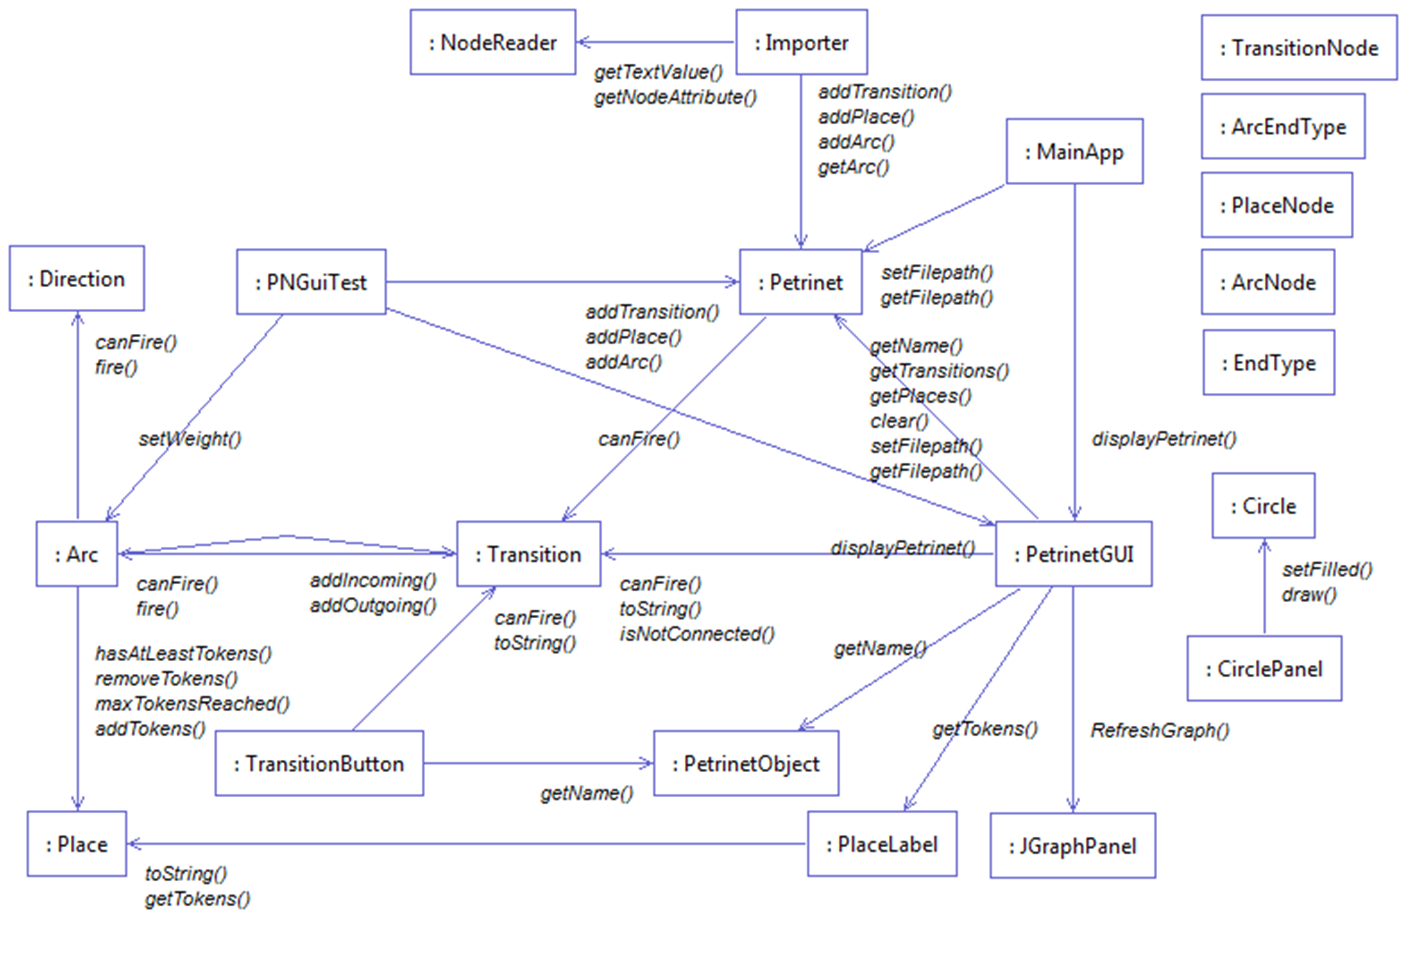 : NodeReader
: Importer
: TransitionNode
getTextValue()
getNodeAttribute()
addTransition()
addPlace()
addArc()
getArc()
: ArcEndType
: MainApp
: PlaceNode
: Direction
: PNGuiTest
: Petrinet
setFilepath()
getFilepath()
: ArcNode
canFire()
fire()
addTransition()
addPlace()
addArc()
getName()
getTransitions()
getPlaces()
clear()
setFilepath()
getFilepath()
: EndType
setWeight()
canFire()
displayPetrinet()
: Circle
: Arc
: Transition
displayPetrinet()
: PetrinetGUI
canFire()
fire()
addIncoming()
addOutgoing()
canFire()
toString()
canFire()
toString()
isNotConnected()
setFilled()
draw()
hasAtLeastTokens()
removeTokens()
maxTokensReached()
addTokens()
getName()
: CirclePanel
getTokens()
RefreshGraph()
: TransitionButton
: PetrinetObject
getName()
: Place
: PlaceLabel
: JGraphPanel
toString()
getTokens()